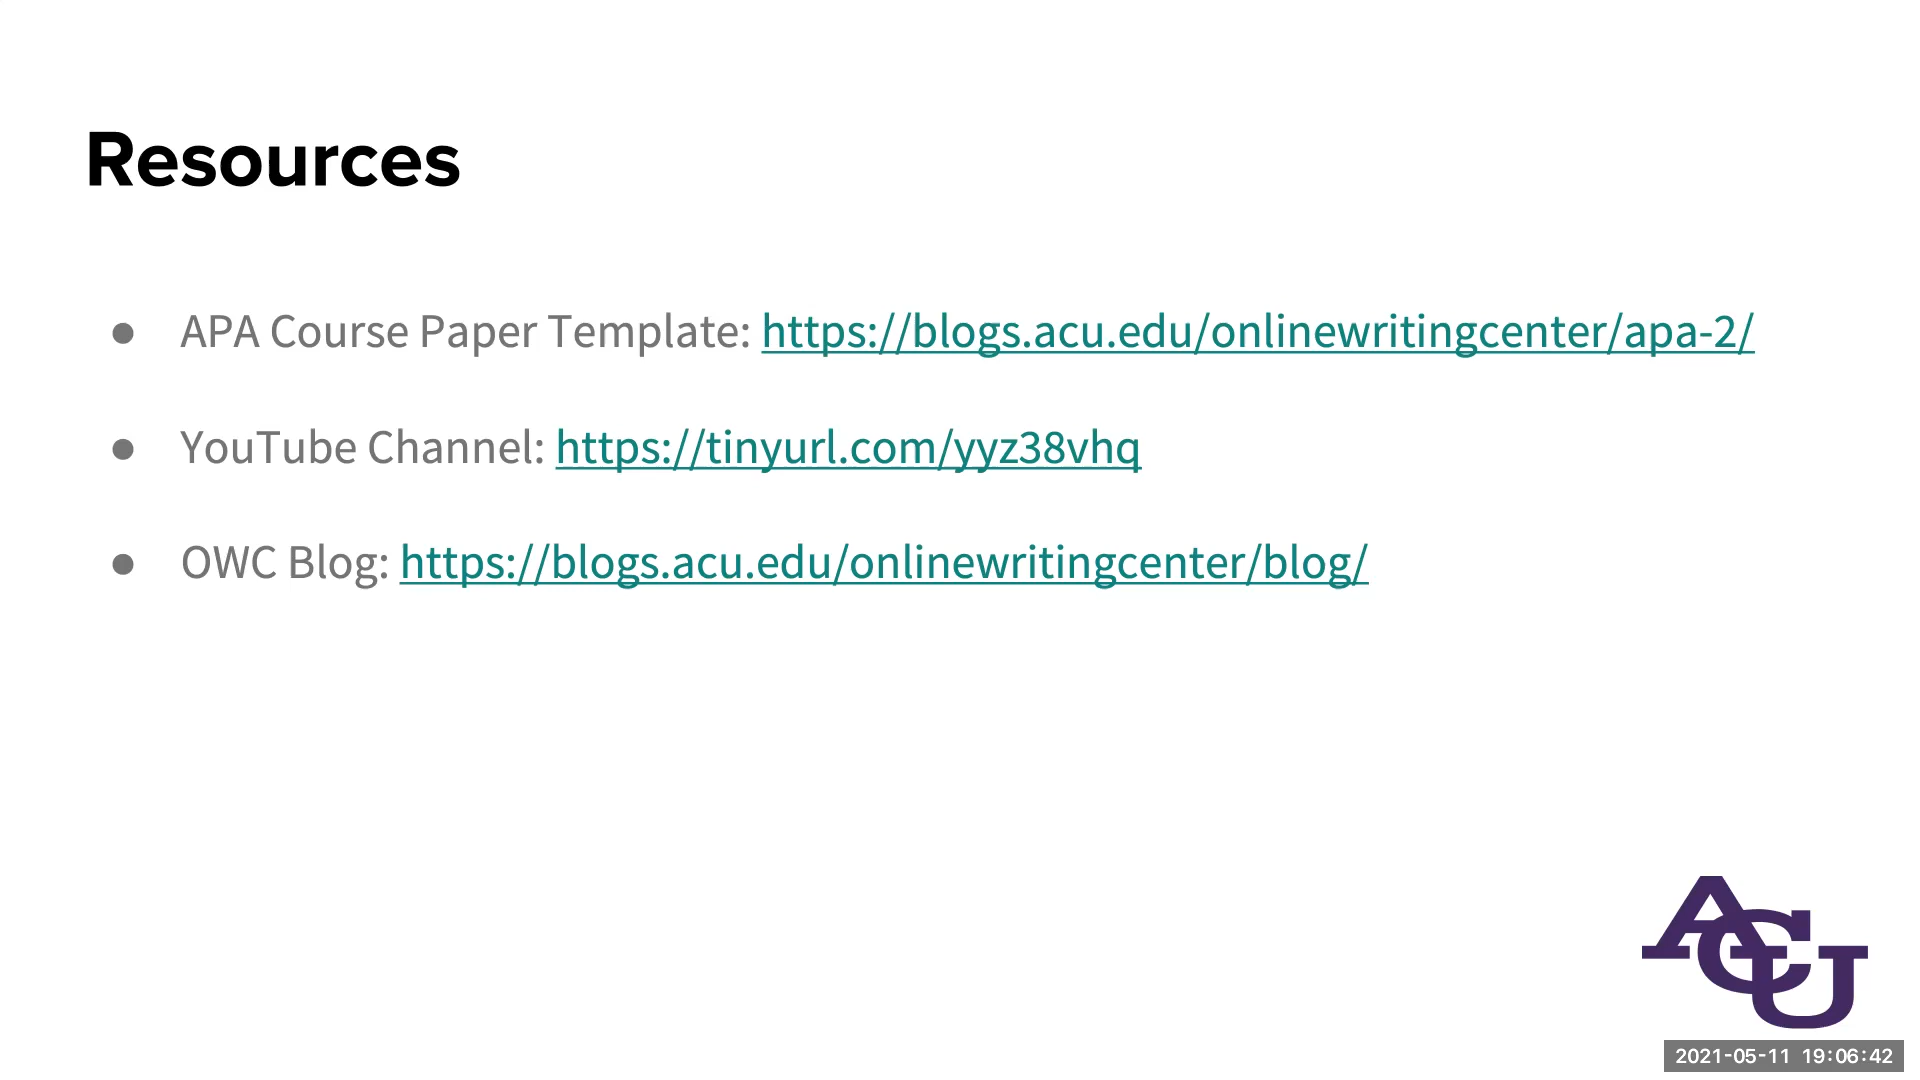 Resources
● APA Course Paper Template: https://blogs.acu.edu/onlinewritingcenter/apa-2/
● YouTube Channel: https://tinyurl.com/yyz38vhq
● OWC Blog: https://blogs.acu.edu/onlinewritingcenter/blog/
ACU
2021-05-11 19:06:42